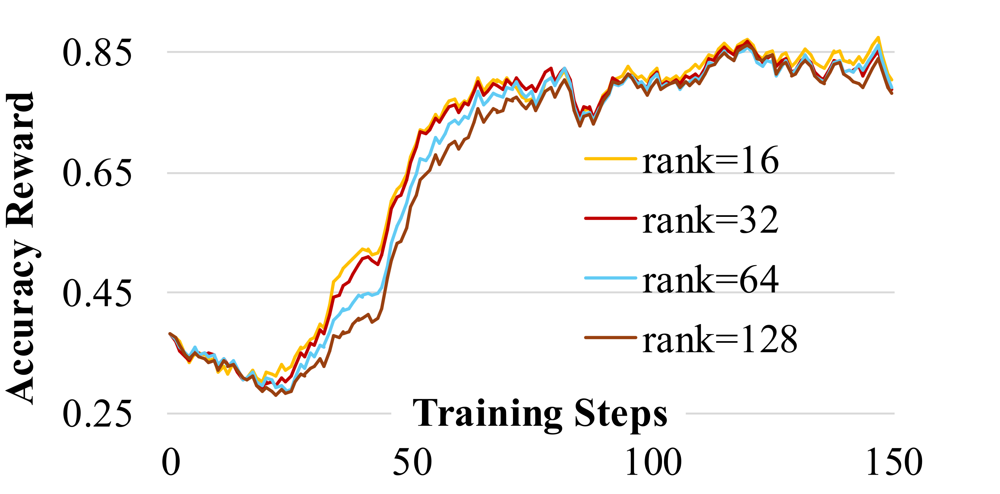 Accuracy Reward
0.85
0.65
0.45
0.25
rank=16
rank=32
rank=64
rank=128
Training Steps
0 50 100 150